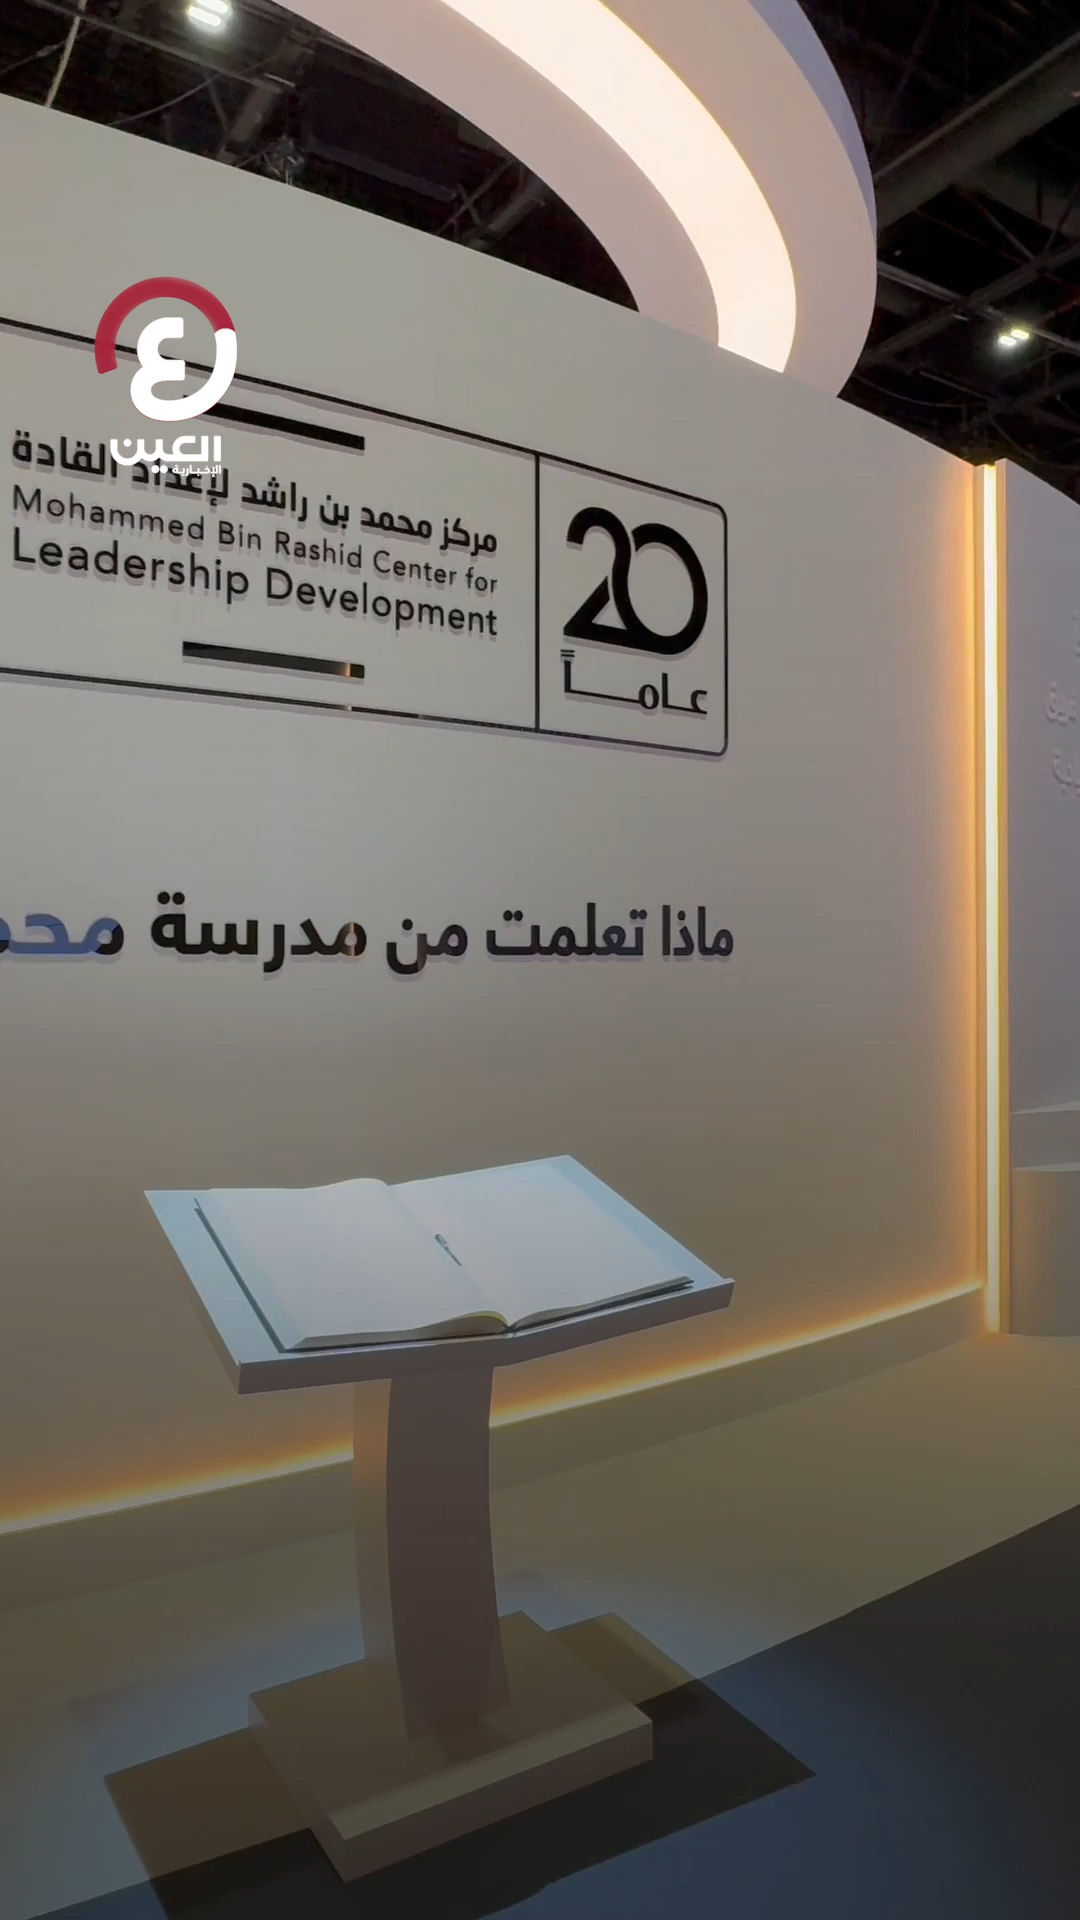 العين
الإخبارية
مركز محمد بن راشد لإعداد القادة
Mohammed Bin Rashid Center for
Leadership Development
20
عاماً
ماذا تعلمت من مدرسة